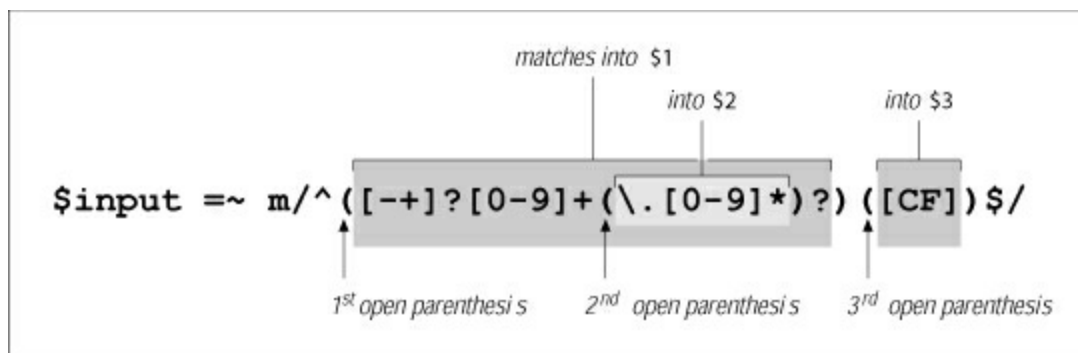 matches into $1
into $2 into $3
$input =~ m/^([-+]?[0-9]+(\.[0-9]*)?)([CF])$/
1st open parenthesis 2nd open parenthesis 3rd open parenthesis